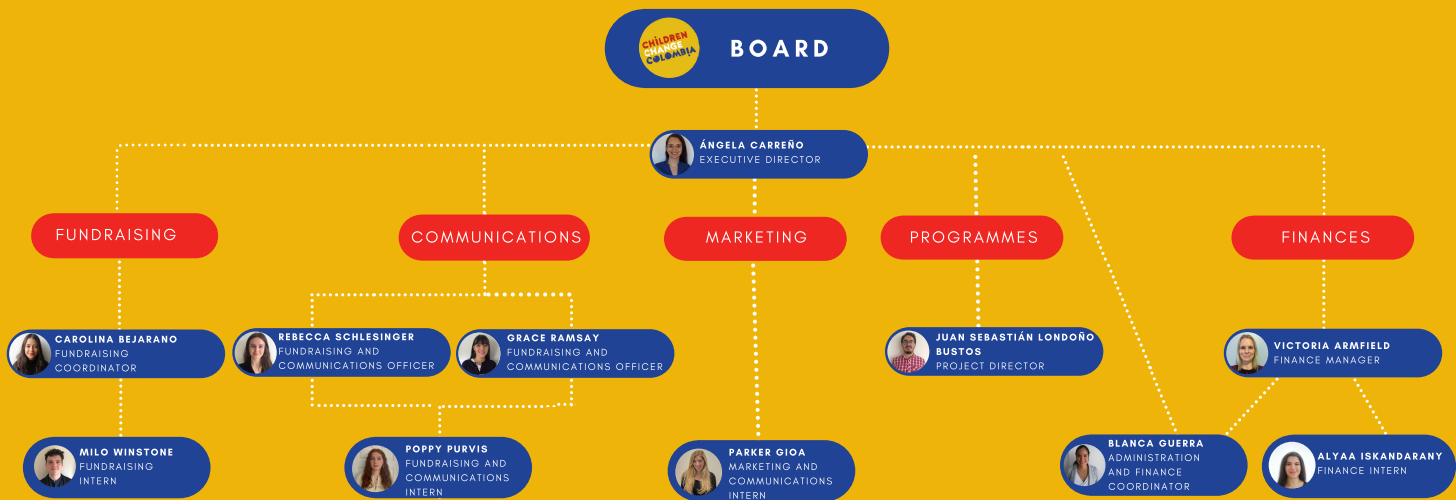 CHILDREN
CHANGE
COLOMBIA
BOARD
ÁNGELA CARREÑO
EXECUTIVE DIRECTOR
FUNDRAISING
COMMUNICATIONS
MARKETING
PROGRAMMES
FINANCES
CAROLINA BEJARANO
FUNDRAISING
COORDINATOR
REBECCA SCHLESINGER
FUNDRAISING AND
COMMUNICATIONS OFFICER
GRACE RAMSAY
FUNDRAISING AND
COMMUNICATIONS OFFICER
JUAN SEBASTIÁN LONDOÑO
BUSTOS
PROJECT DIRECTOR
VICTORIA ARMFIELD
FINANCE MANAGER
MILO WINSTONE
FUNDRAISING
INTERN
POPPY PURVIS
FUNDRAISING AND
COMMUNICATIONS
INTERN
PARKER GIOA
MARKETING AND
COMMUNICATIONS
INTERN
BLANCA GUERRA
ADMINISTRATION
AND FINANCE
COORDINATOR
ALYAA ISKANDARANY
FINANCE INTERN